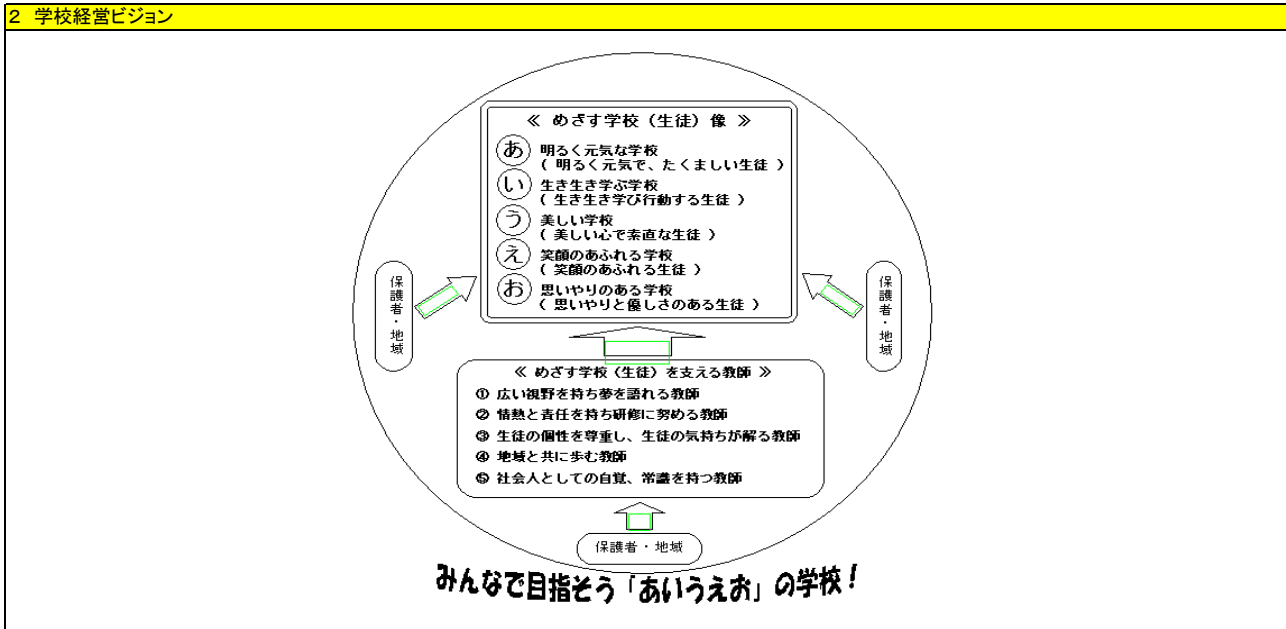 2 学校経営ビジョン
≪ めざす学校（生徒）像 ≫
あ 明るく元気な学校
（ 明るく元気で、たくましい生徒 ）
い 生き生き学ぶ学校
（ 生き生き学び行動する生徒 ）
う 美しい学校
（ 美しい心で素直な生徒 ）
え 笑顔のあふれる学校
（ 笑顔のあふれる生徒 ）
お 思いやりのある学校
（ 思いやりと優しさのある生徒 ）
保護者・地域
保護者・地域
≪ めざす学校（生徒）を支える教師 ≫
① 広い視野を持ち夢を語れる教師
② 情熱と責任を持ち研修に努める教師
③ 生徒の個性を尊重し、生徒の気持ちが解る教師
④ 地域と共に歩む教師
⑤ 社会人としての自覚、常識を持つ教師
保護者・地域
みんなで目指そう「あいうえお」の学校！